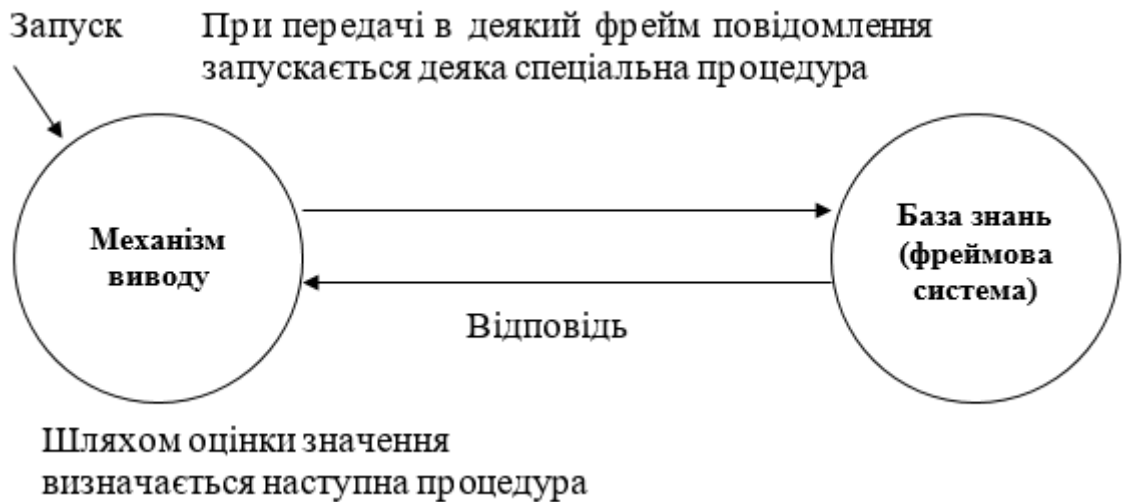 Запуск
При передачі в деякий фрейм повідомлення
запускається деяка спеціальна процедура
Механізм
виводу
База знань
(фреймова
система)
Відповідь
Шляхом оцінки значення
визначається наступна процедура